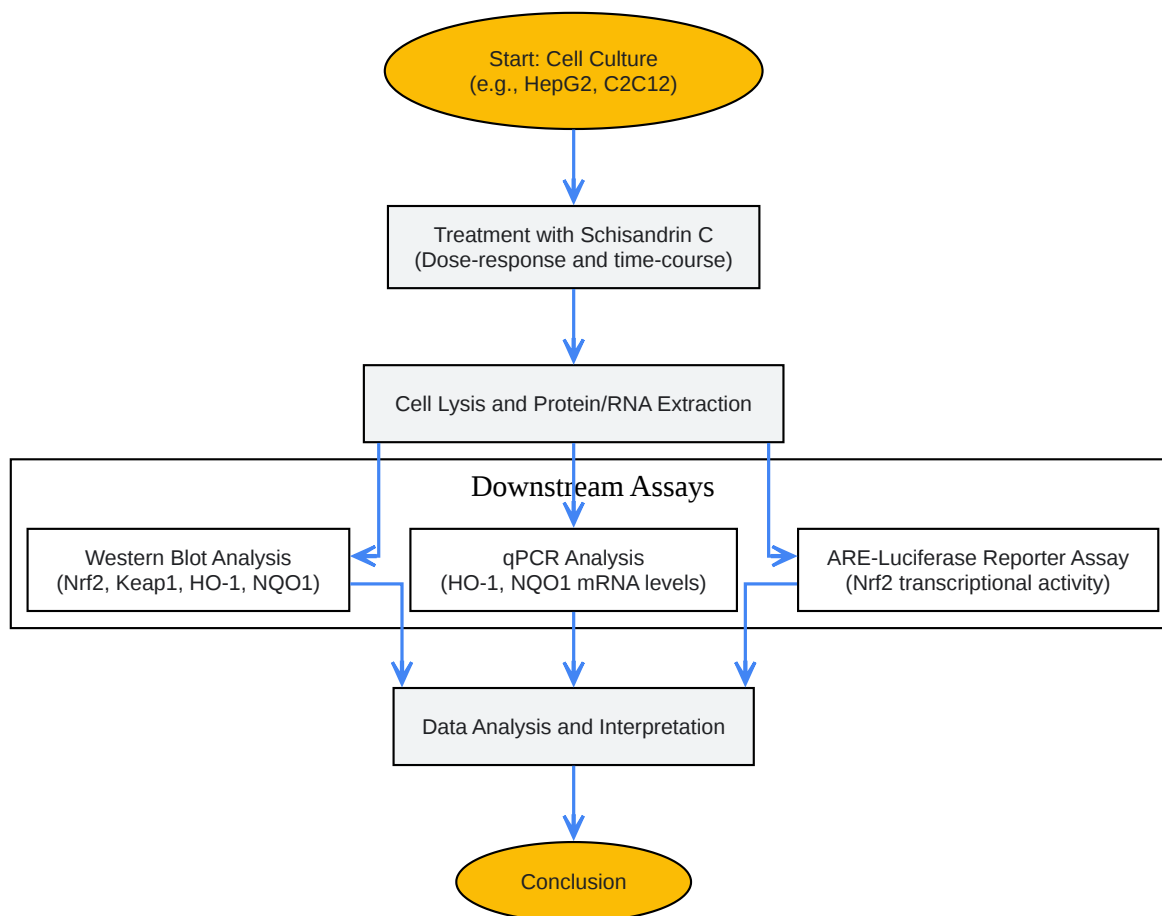 Start: Cell Culture
(e.g., HepG2, C2C12)
Treatment with Schisandrin C
(Dose-response and time-course)
Cell Lysis and Protein/RNA Extraction
Downstream Assays
Western Blot Analysis
(Nrf2, Keap1, HO-1, NQO1)
qPCR Analysis
(HO-1, NQO1 mRNA levels)
ARE-Luciferase Reporter Assay
(Nrf2 transcriptional activity)
Data Analysis and Interpretation
Conclusion